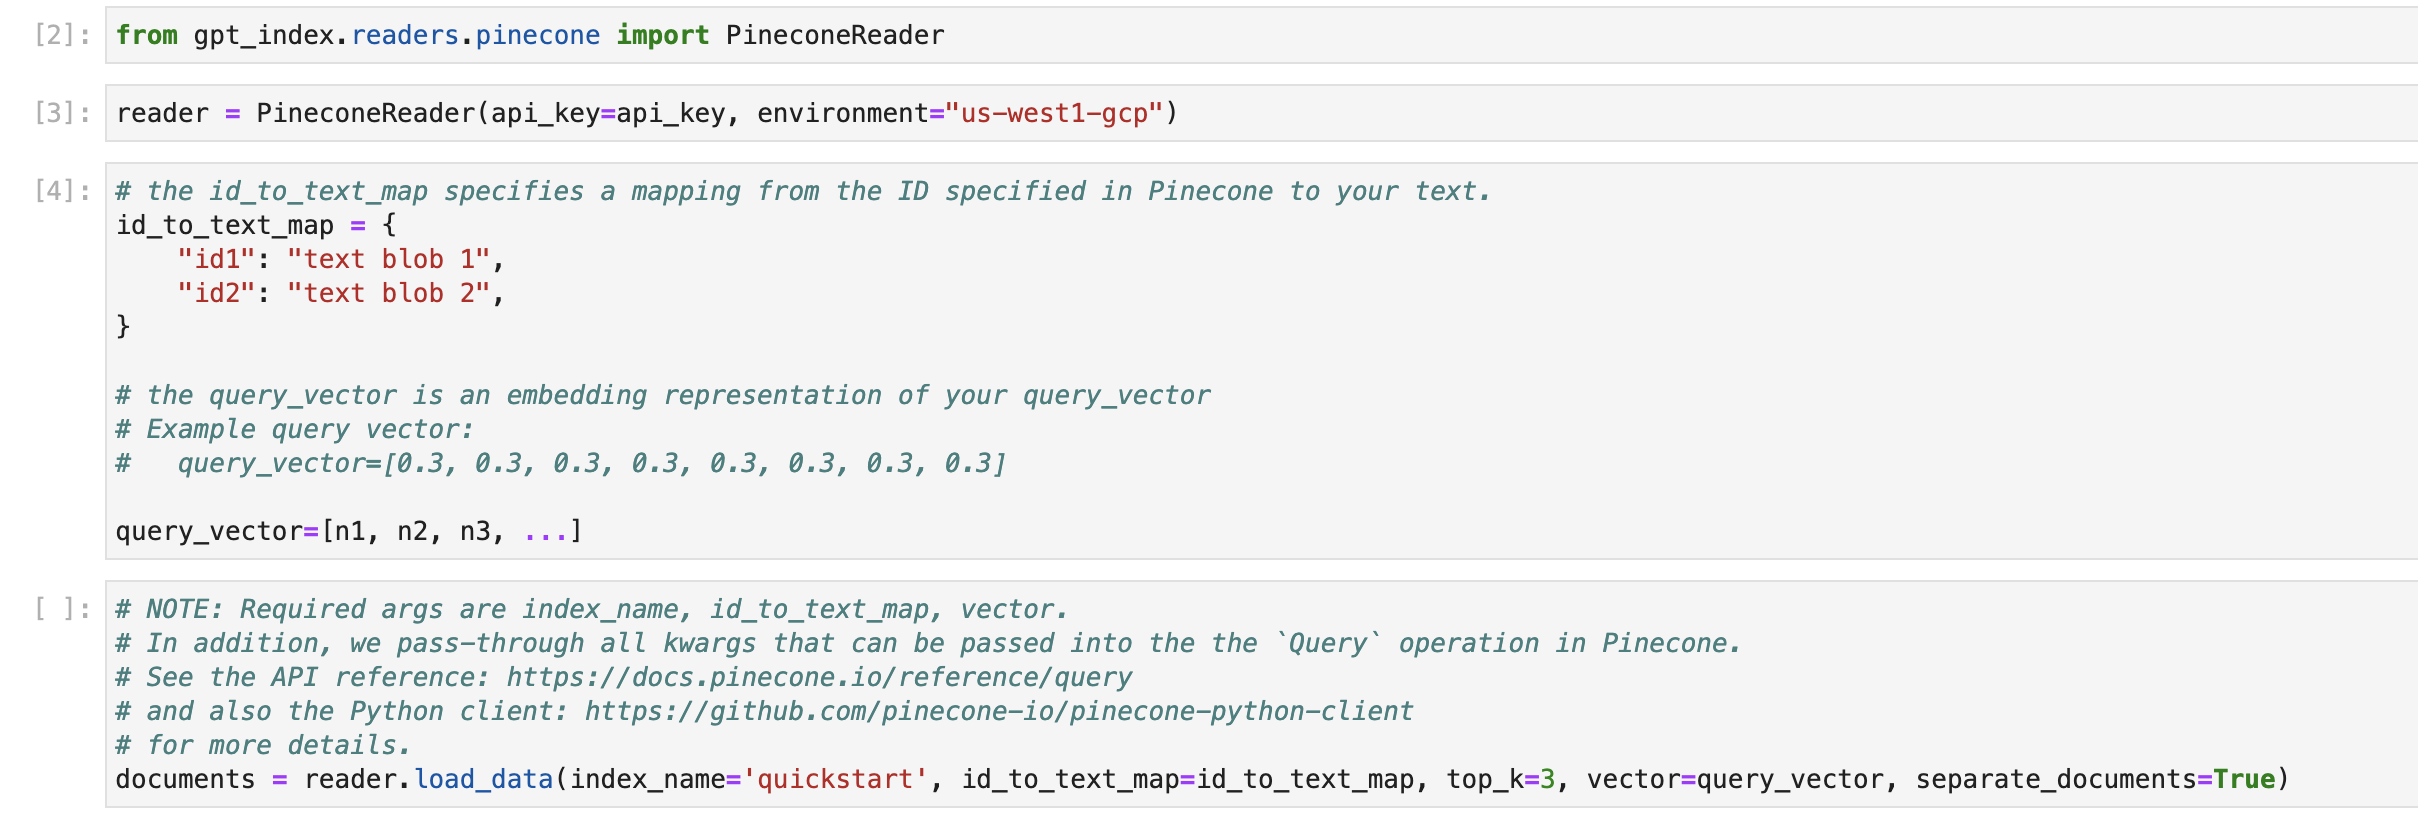 [2]: from gpt_index.readers.pinecone import PineconeReader
[3]: reader = PineconeReader(api_key=api_key, environment="us-west1-gcp")
[4]: # the id_to_text_map specifies a mapping from the ID specified in Pinecone to your text.
id_to_text_map = {
    "id1": "text blob 1",
    "id2": "text blob 2",
}
# the query_vector is an embedding representation of your query_vector
# Example query vector:
#   query_vector=[0.3, 0.3, 0.3, 0.3, 0.3, 0.3, 0.3, 0.3]
query_vector=[n1, n2, n3, ...]
[ ]: # NOTE: Required args are index_name, id_to_text_map, vector.
# In addition, we pass-through all kwargs that can be passed into the the `Query` operation in Pinecone.
# See the API reference: https://docs.pinecone.io/reference/query
# and also the Python client: https://github.com/pinecone-io/pinecone-python-client
# for more details.
documents = reader.load_data(index_name='quickstart', id_to_text_map=id_to_text_map, top_k=3, vector=query_vector, separate_documents=True)